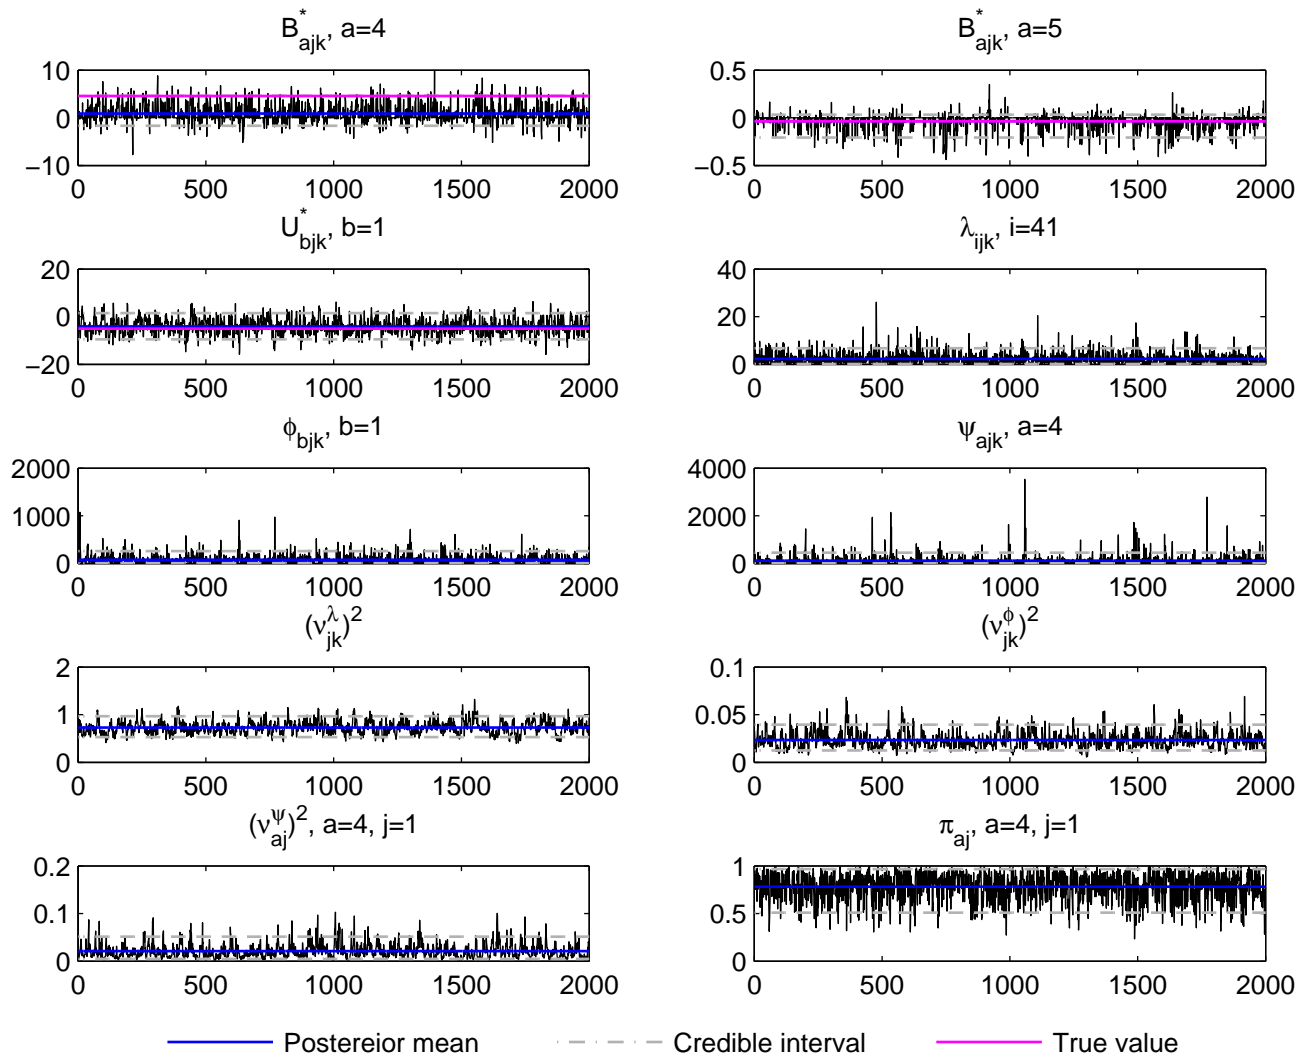 B*ajk, a=4
10
0
−10
0 500 1000 1500 2000
B*ajk, a=5
0.5
0
−0.5
0 500 1000 1500 2000
U*bjk, b=1
20
0
−20
0 500 1000 1500 2000
λijk, i=41
40
20
0
0 500 1000 1500 2000
ϕbjk, b=1
2000
1000
0
0 500 1000 1500 2000
ψajk, a=4
4000
2000
0
0 500 1000 1500 2000
(νλjk)2
2
1
0
0 500 1000 1500 2000
(νϕjk)2
0.1
0.05
0
0 500 1000 1500 2000
(νψaj)2, a=4, j=1
0.2
0.1
0
0 500 1000 1500 2000
πaj, a=4, j=1
1
0.5
0
0 500 1000 1500 2000
Postereior mean Credible interval True value